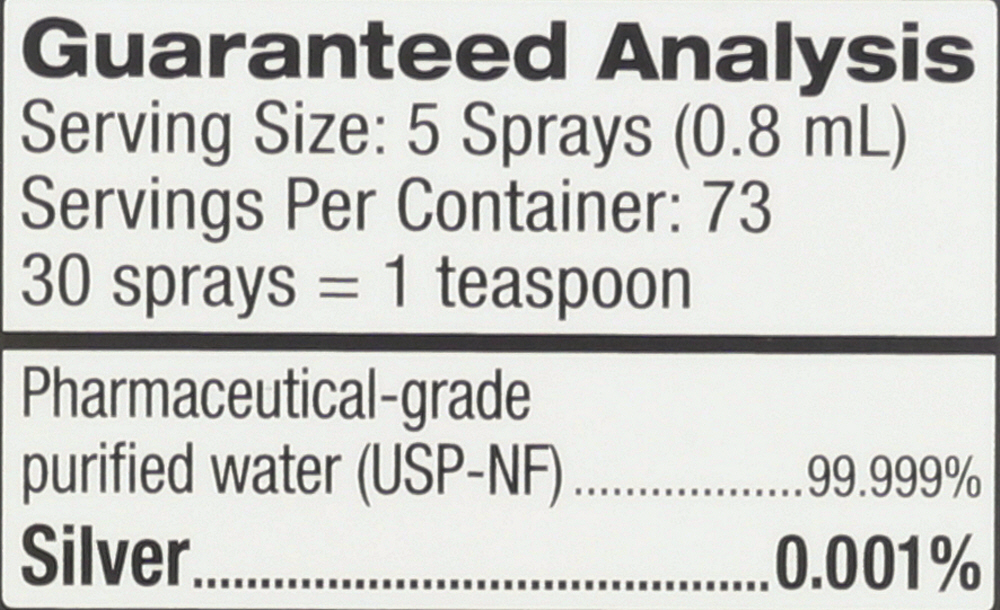 Guaranteed Analysis
Serving Size: 5 Sprays (0.8 mL)
Servings Per Container: 73
30 sprays = 1 teaspoon
Pharmaceutical-grade
purified water (USP-NF)..................99.999%
Silver..........................................0.001%